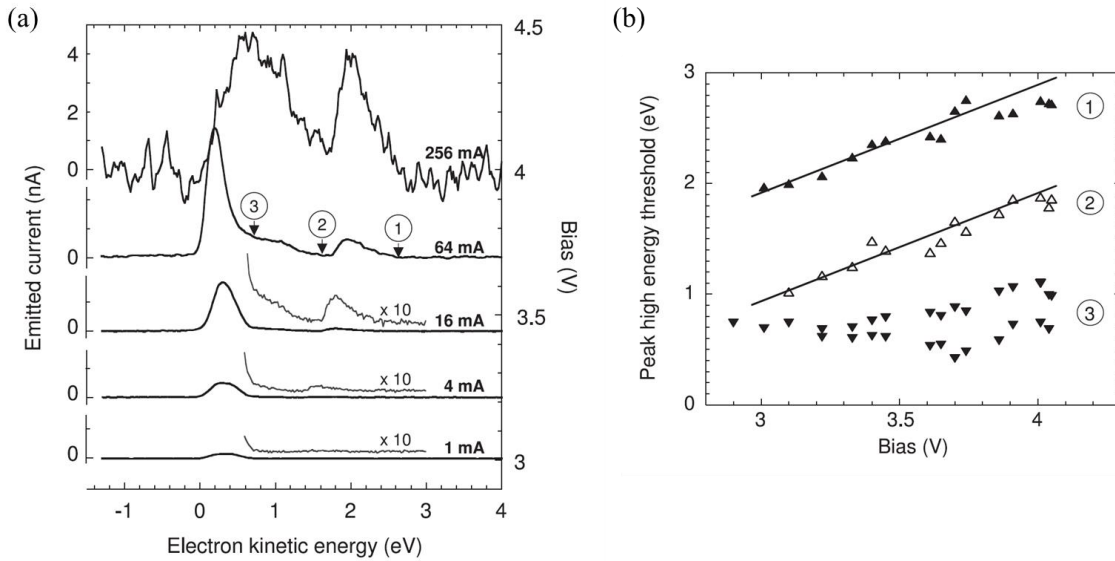 (a)
Emitted current (nA)
4
2
0
256 mA
0
64 mA
③
②
①
0
x 10
16 mA
0
x 10
4 mA
0
x 10
1 mA
4.5
4
3.5
3
Bias (V)
-1
0
1
2
3
4
Electron kinetic energy (eV)
(b)
Peak high energy threshold (eV)
3
2
1
0
①
②
③
3
3.5
4
Bias (V)